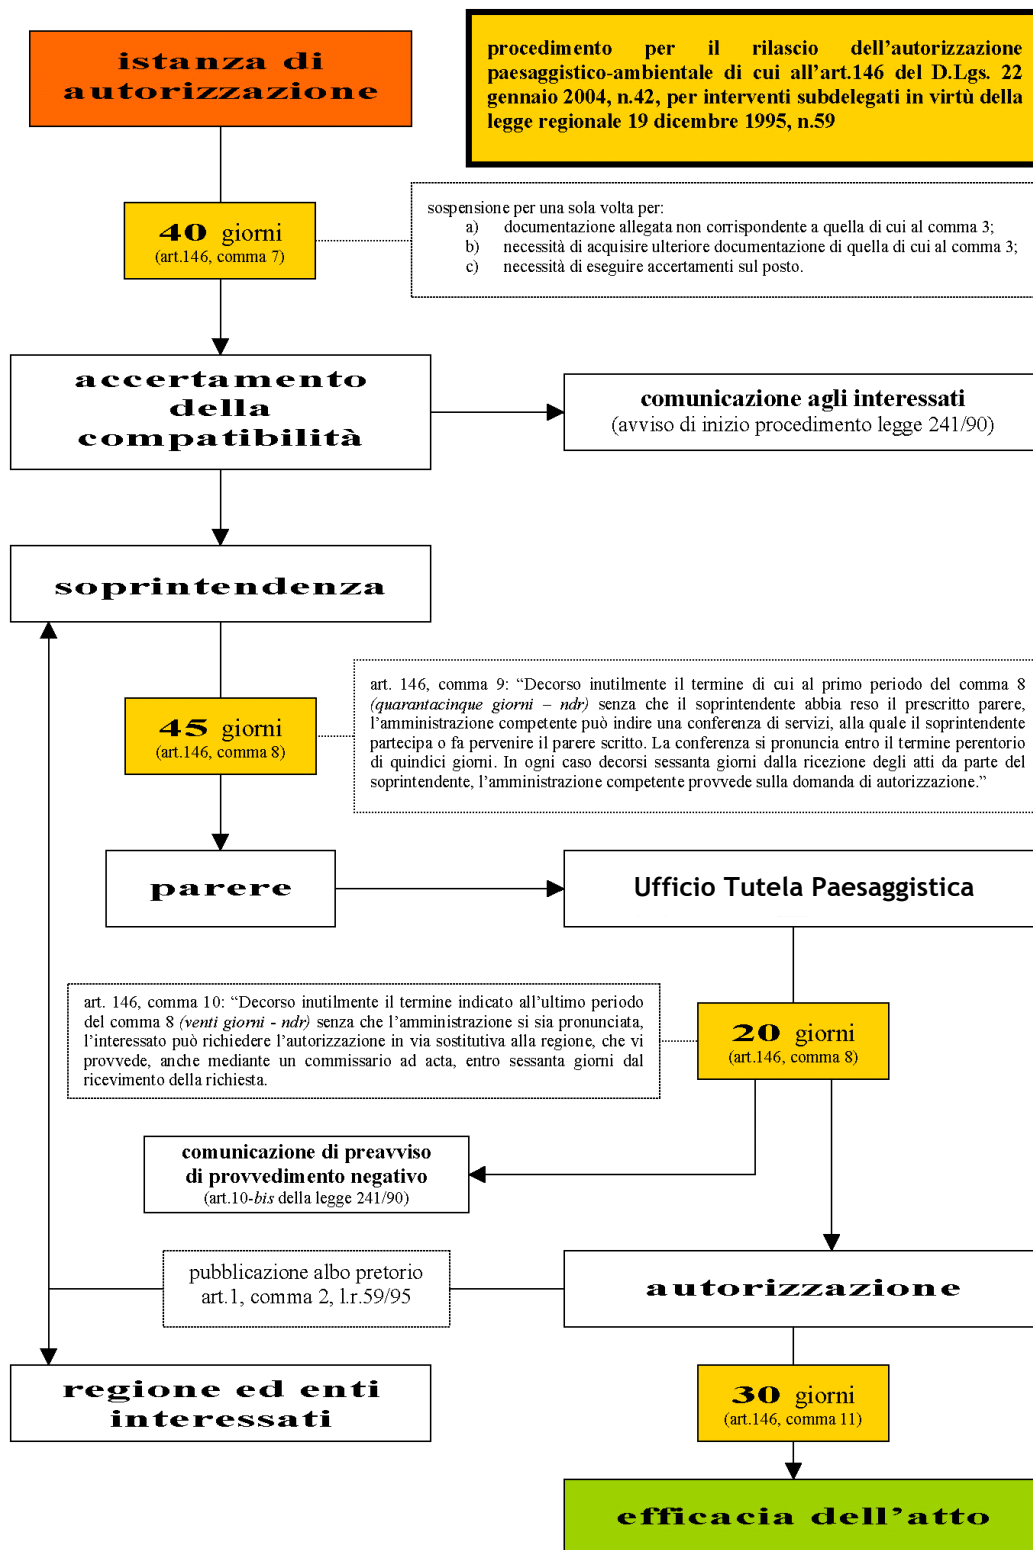 istanza di
autorizzazione
procedimento per il rilascio dell'autorizzazione
paesaggistico-ambientale di cui all'art.146 del D.Lgs. 22
gennaio 2004, n.42, per interventi subdelegati in virtù della
legge regionale 19 dicembre 1995, n.59
40 giorni
(art.146, comma 7)
sospensione per una sola volta per:
a) documentazione allegata non corrispondente a quella di cui al comma 3;
b) necessità di acquisire ulteriore documentazione di quella di cui al comma 3;
c) necessità di eseguire accertamenti sul posto.
accertamento
della
compatibilità
comunicazione agli interessati
(avviso di inizio procedimento legge 241/90)
soprintendenza
45 giorni
(art.146, comma 8)
art. 146, comma 9: “Decorso inutilmente il termine di cui al primo periodo del comma 8
(quarantacinque giorni – ndr) senza che il soprintendente abbia reso il prescritto parere,
l’amministrazione competente può indire una conferenza di servizi, alla quale il soprintendente
partecipa o fa pervenire il parere scritto. La conferenza si pronuncia entro il termine perentorio
di quindici giorni. In ogni caso decorsi sessanta giorni dalla ricezione degli atti da parte del
soprintendente, l’amministrazione competente provvede sulla domanda di autorizzazione.”
parere
Ufficio Tutela Paesaggistica
art. 146, comma 10: “Decorso inutilmente il termine indicato all’ultimo periodo
del comma 8 (venti giorni - ndr) senza che l’amministrazione si sia pronunciata,
l’interessato può richiedere l’autorizzazione in via sostitutiva alla regione, che vi
provvede, anche mediante un commissario ad acta, entro sessanta giorni dal
ricevimento della richiesta.
20 giorni
(art.146, comma 8)
comunicazione di preavviso
di provvedimento negativo
(art.10-bis della legge 241/90)
pubblicazione albo pretorio
art.1, comma 2, l.r.59/95
autorizzazione
regione ed enti
interessati
30 giorni
(art.146, comma 11)
efficacia dell’atto